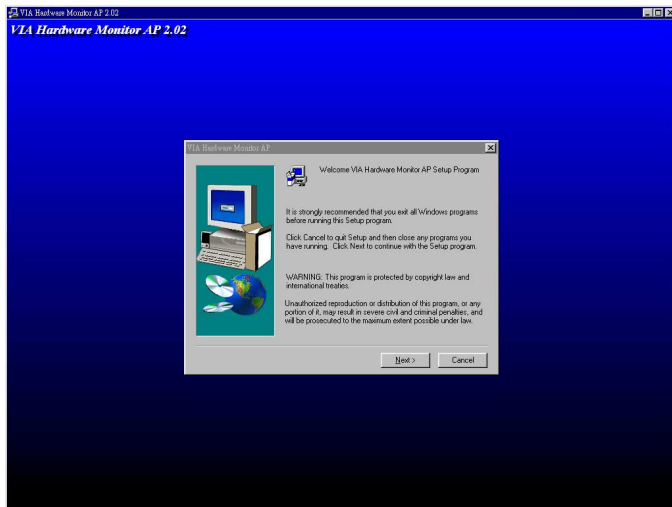 VIA Hardware Monitor AP 2.02
VIA Hardware Monitor AP 2.02
VIA Hardware Monitor AP
Welcome VIA Hardware Monitor AP Setup Program
It is strongly recommended that you exit all Windows programs
before running this Setup program.
Click Cancel to quit Setup and then close any programs you
have running. Click Next to continue with the Setup program.
WARNING: This program is protected by copyright law and
international treaties.
Unauthorized reproduction or distribution of this program, or any
portion of it, may result in severe civil and criminal penalties, and
will be prosecuted to the maximum extent possible under law.
Next >
Cancel